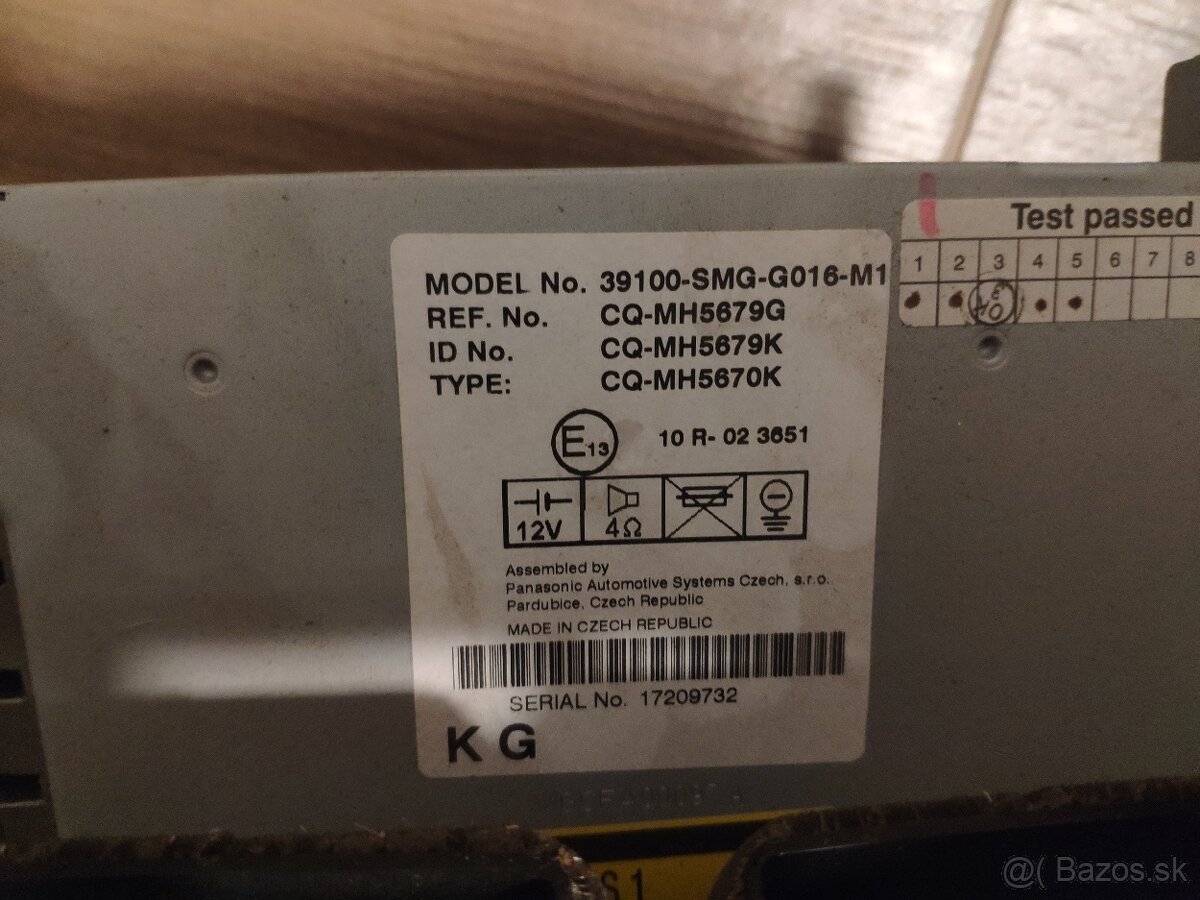 MODEL No. 39100-SMG-G016-M1
REF. No. CQ-MH5679G
ID No. CQ-MH5679K
TYPE: CQ-MH5670K
E13 10 R- 02 3651
12V 4Ω
Assembled by
Panasonic Automotive Systems Czech, s.r.o.
Pardubice, Czech Republic
MADE IN CZECH REPUBLIC
SERIAL No. 17209732
K G
Test passed
1 2 3 4 5 6 7 8
S 1
@( Bazos.sk